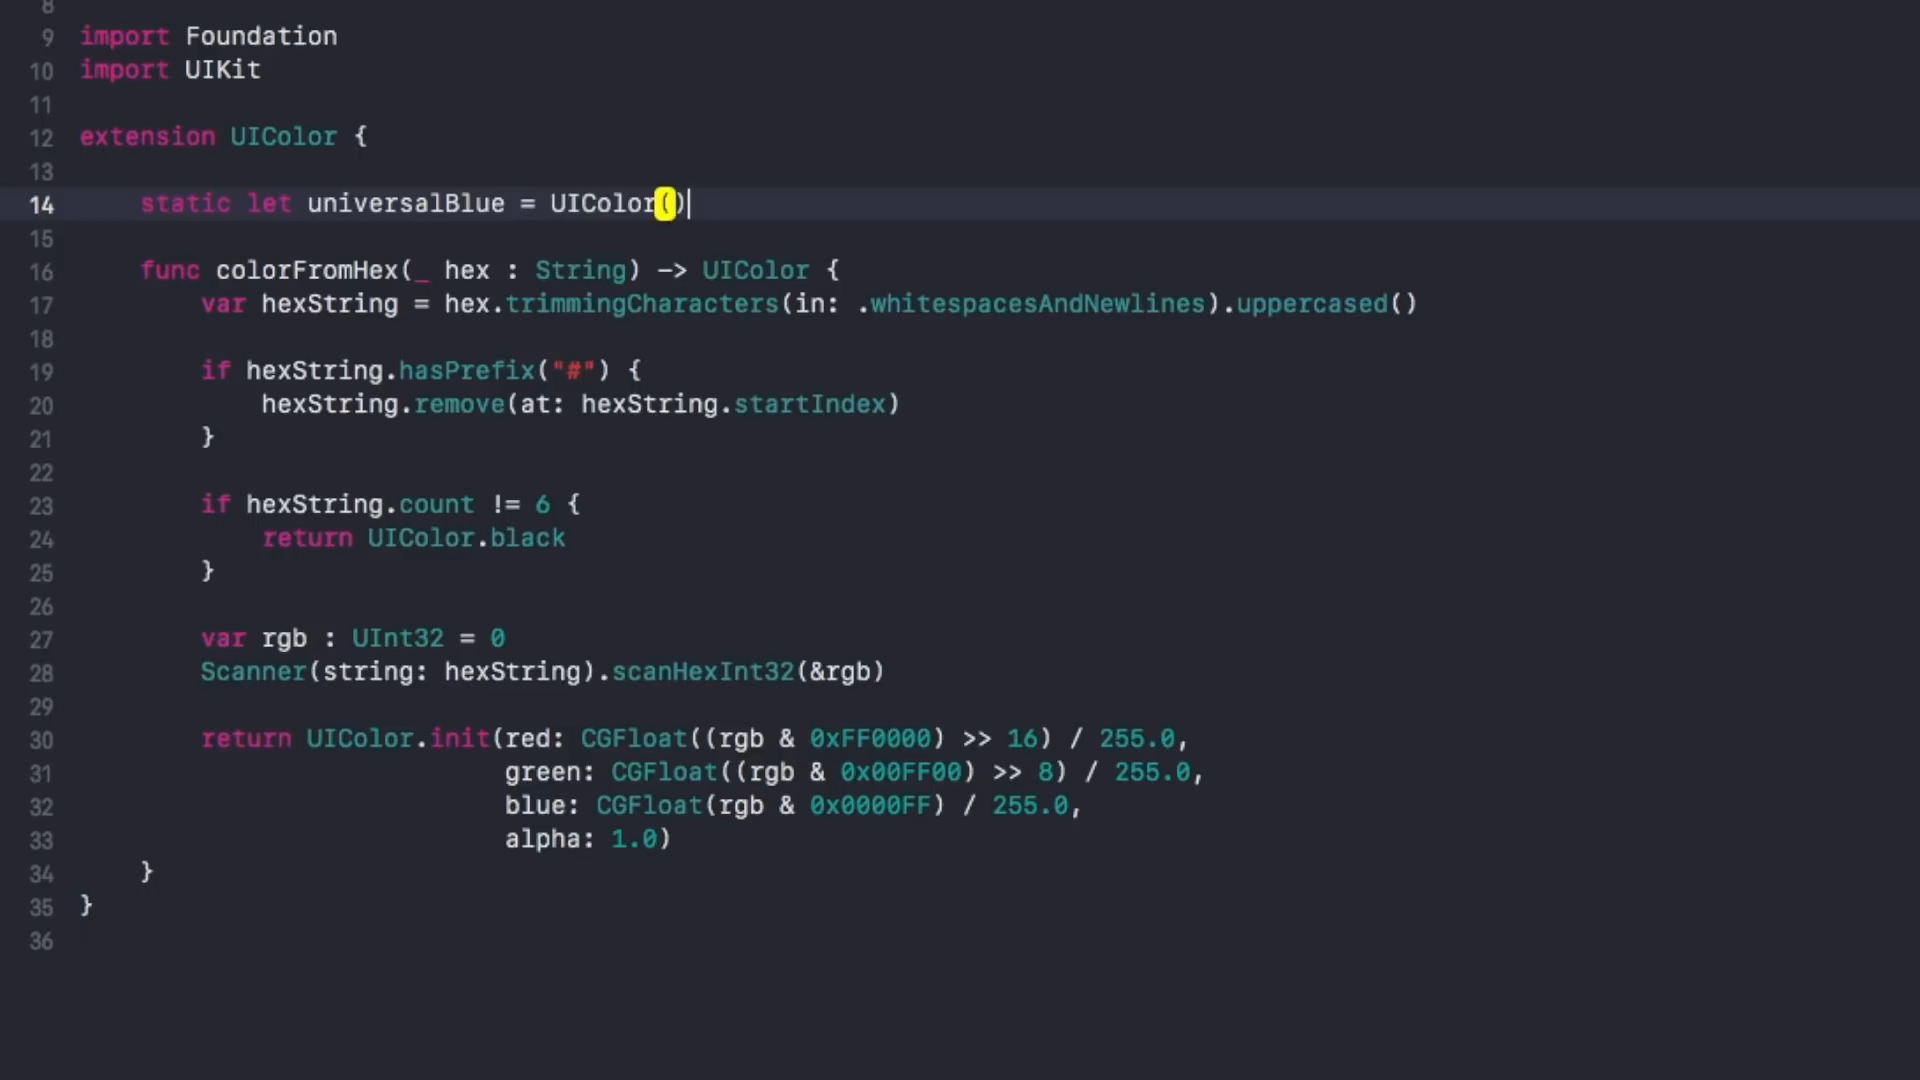 8
9 import Foundation
10 import UIKit
11
12 extension UIColor {
13
14     static let universalBlue = UIColor()
15
16     func colorFromHex(_ hex : String) -> UIColor {
17         var hexString = hex.trimmingCharacters(in: .whitespacesAndNewlines).uppercased()
18
19         if hexString.hasPrefix("#") {
20             hexString.remove(at: hexString.startIndex)
21         }
22
23         if hexString.count != 6 {
24             return UIColor.black
25         }
26
27         var rgb : UInt32 = 0
28         Scanner(string: hexString).scanHexInt32(&rgb)
29
30         return UIColor.init(red: CGFloat((rgb & 0xFF0000) >> 16) / 255.0,
31                             green: CGFloat((rgb & 0x00FF00) >> 8) / 255.0,
32                             blue: CGFloat(rgb & 0x0000FF) / 255.0,
33                             alpha: 1.0)
34     }
35 }
36